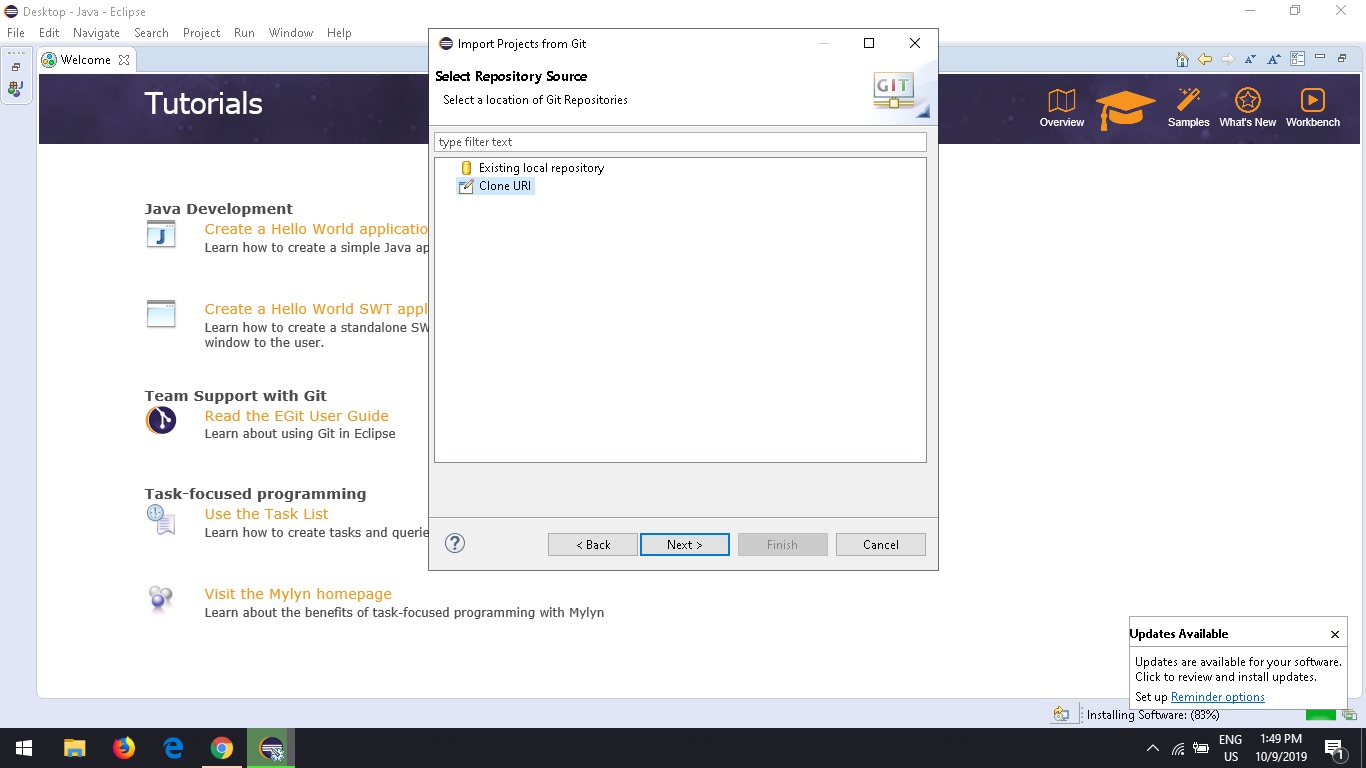 Desktop - Java - Eclipse
File Edit Navigate Search Project Run Window Help
Welcome
Tutorials
Overview
Samples
What's New
Workbench
Java Development
Create a Hello World applicatio
Learn how to create a simple Java ap
Create a Hello World SWT appl
Learn how to create a standalone SW
window to the user.
Team Support with Git
Read the EGit User Guide
Learn about using Git in Eclipse
Task-focused programming
Use the Task List
Learn how to create tasks and querie
Visit the Mylyn homepage
Learn about the benefits of task-focused programming with Mylyn
Import Projects from Git
Select Repository Source
Select a location of Git Repositories
GIT
type filter text
Existing local repository
Clone URI
?
< Back
Next >
Finish
Cancel
Updates Available
Updates are available for your software.
Click to review and install updates.
Set up Reminder options
Installing Software: (83%)
ENG
US
1:49 PM
10/9/2019
1